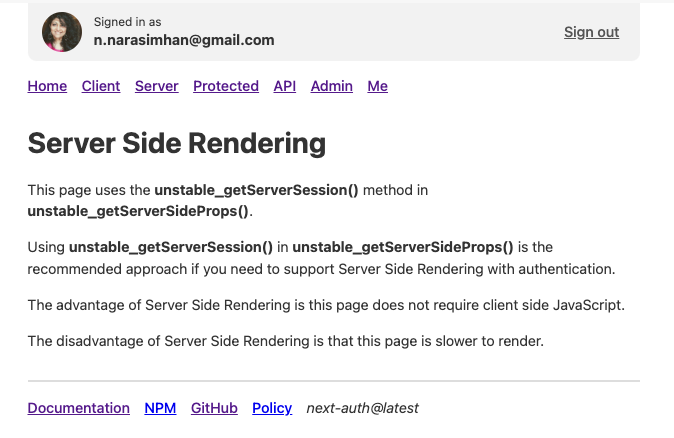 Signed in as
n.narasimhan@gmail.com
Sign out
Home Client Server Protected API Admin Me
Server Side Rendering
This page uses the unstable_getServerSession() method in
unstable_getServerSideProps().
Using unstable_getServerSession() in unstable_getServerSideProps() is the
recommended approach if you need to support Server Side Rendering with authentication.
The advantage of Server Side Rendering is this page does not require client side JavaScript.
The disadvantage of Server Side Rendering is that this page is slower to render.
Documentation NPM GitHub Policy next-auth@latest